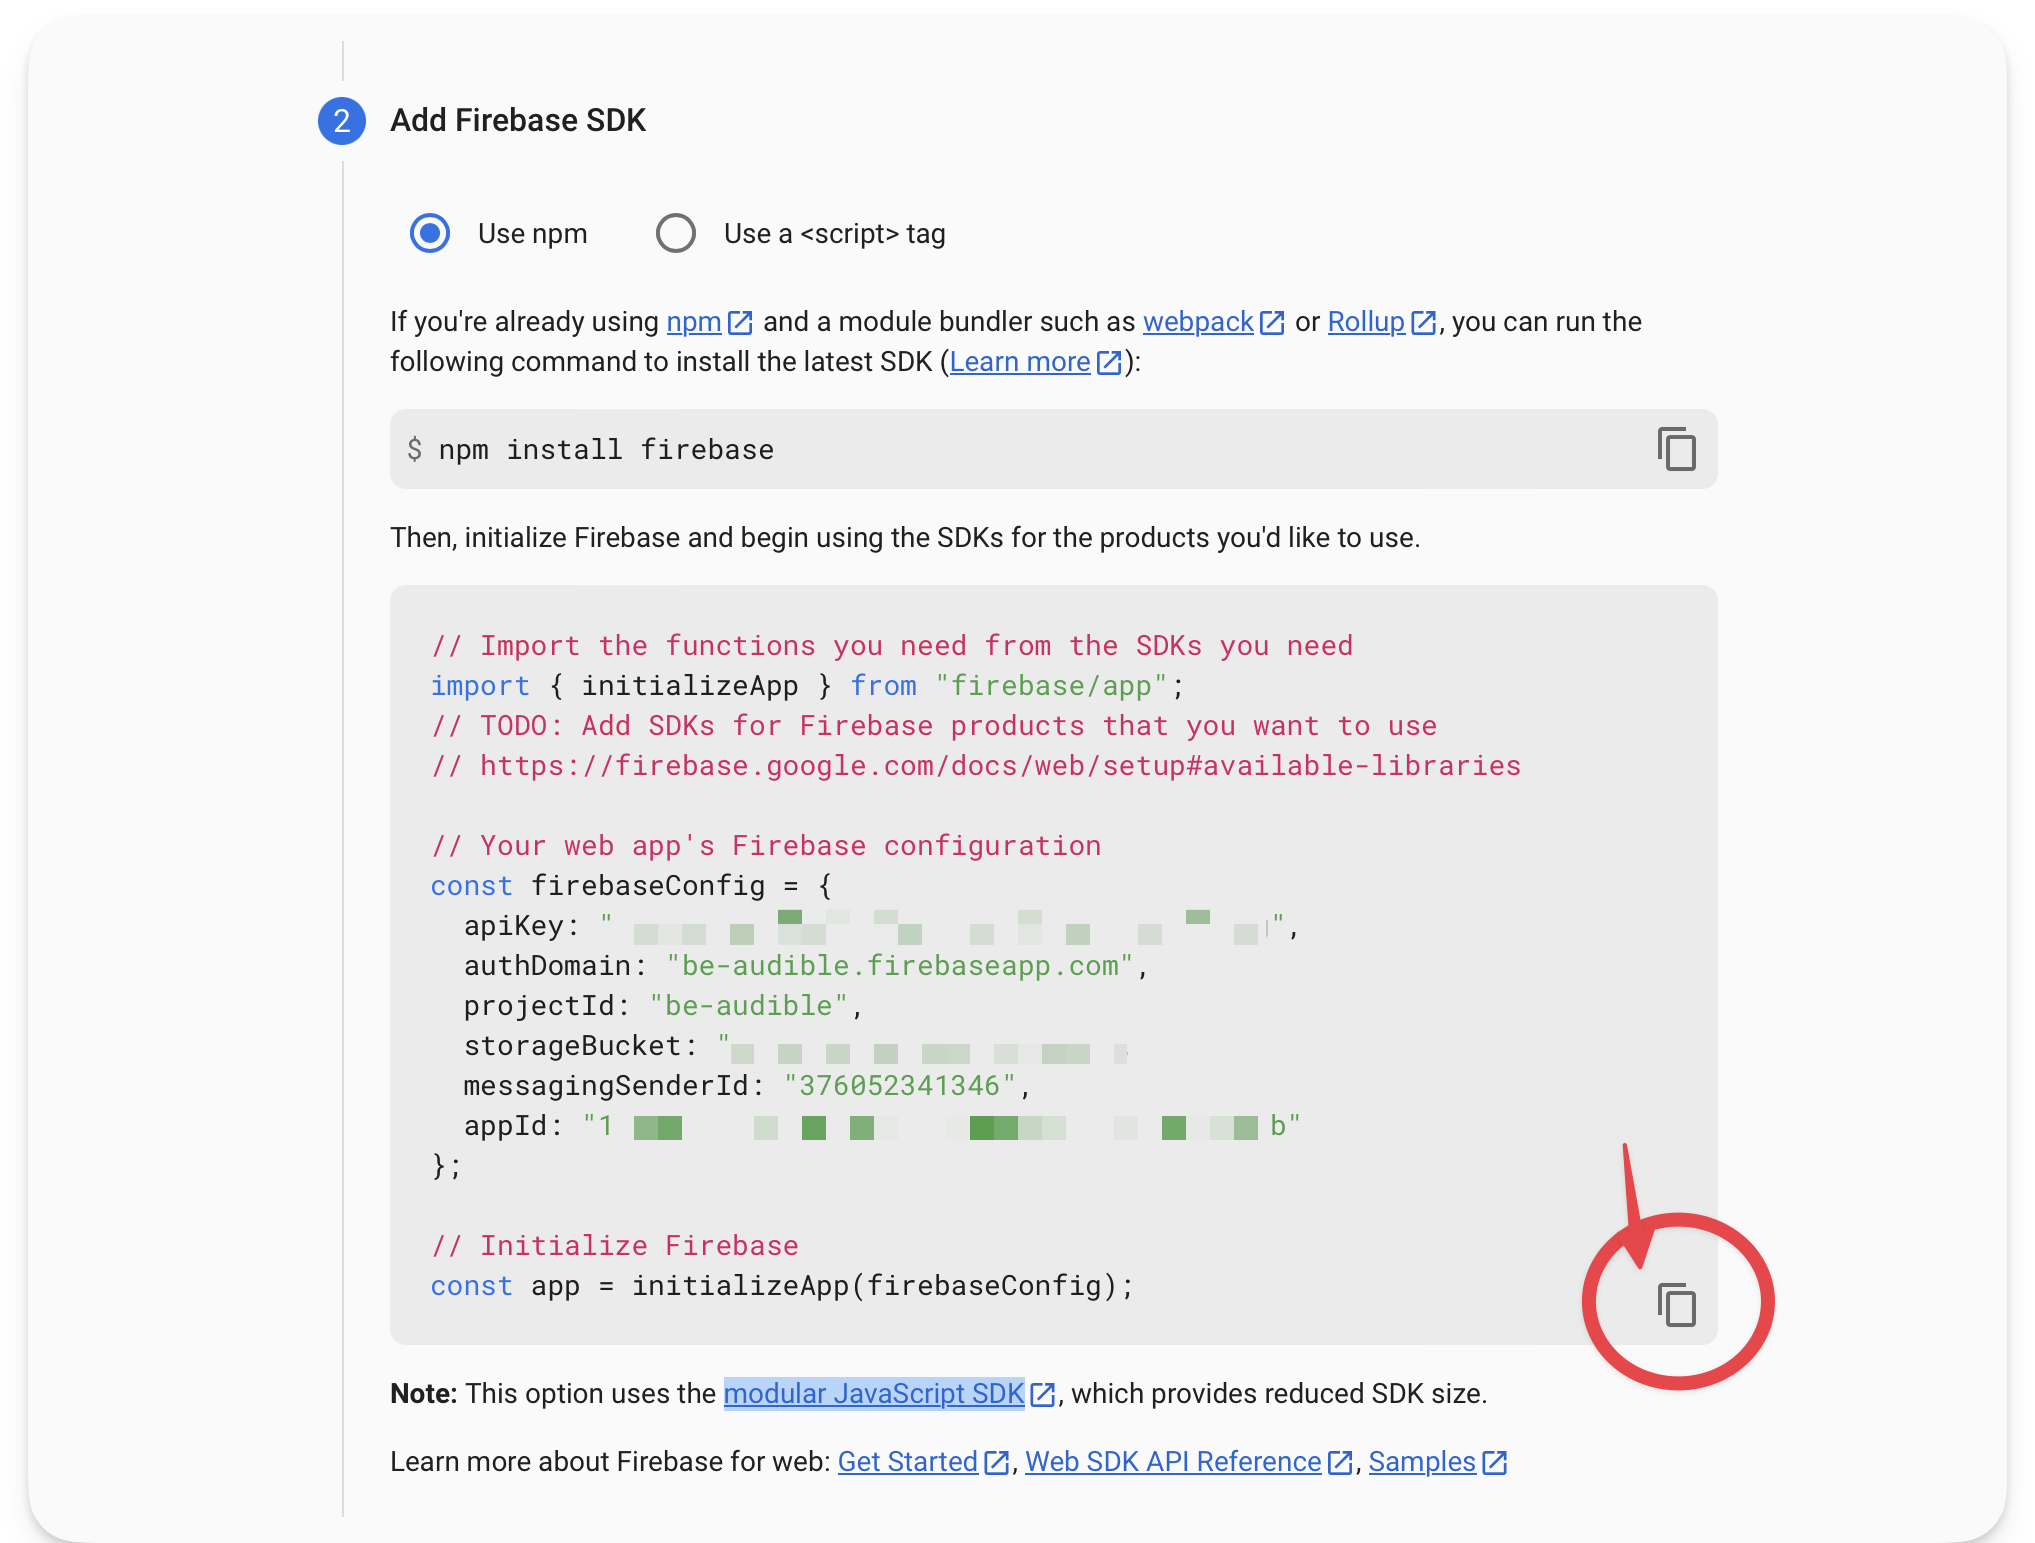 2 Add Firebase SDK
Use npm Use a <script> tag
If you're already using npm and a module bundler such as webpack or Rollup, you can run the
following command to install the latest SDK (Learn more):
$ npm install firebase
Then, initialize Firebase and begin using the SDKs for the products you'd like to use.
// Import the functions you need from the SDKs you need
import { initializeApp } from "firebase/app";
// TODO: Add SDKs for Firebase products that you want to use
// https://firebase.google.com/docs/web/setup#available-libraries
// Your web app's Firebase configuration
const firebaseConfig = {
apiKey: " ",
authDomain: "be-audible.firebaseapp.com",
projectId: "be-audible",
storageBucket: "
messagingSenderId: "376052341346",
appId: "1 b"
};
// Initialize Firebase
const app = initializeApp(firebaseConfig);
Note: This option uses the modular JavaScript SDK, which provides reduced SDK size.
Learn more about Firebase for web: Get Started, Web SDK API Reference, Samples